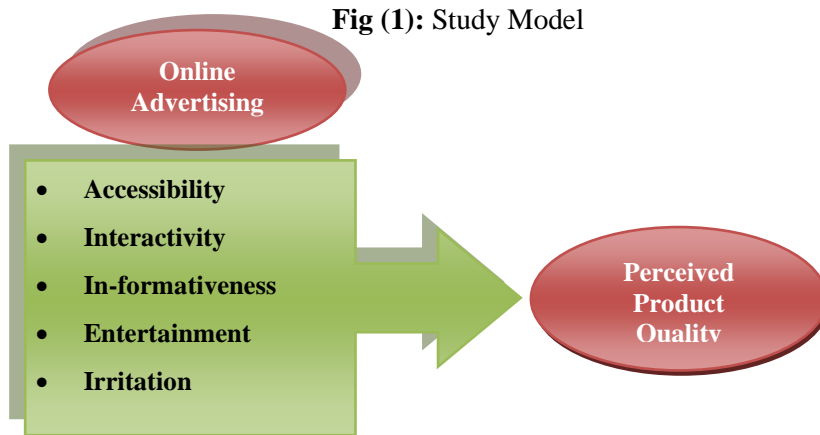 Fig (1): Study Model
Online
Advertising
• Accessibility
• Interactivity
• In-formativeness
• Entertainment
• Irritation
Perceived
Product
Quality